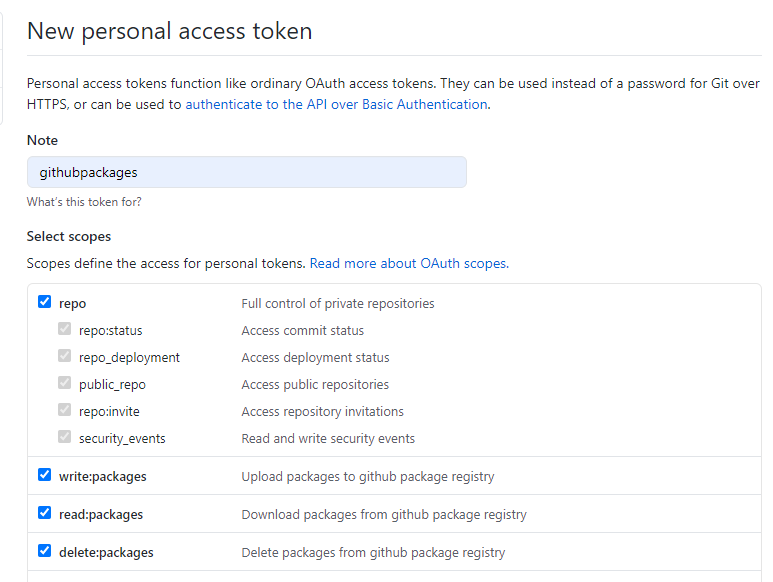 New personal access token
Personal access tokens function like ordinary OAuth access tokens. They can be used instead of a password for Git over
HTTPS, or can be used to authenticate to the API over Basic Authentication.
Note
githubpackages
What's this token for?
Select scopes
Scopes define the access for personal tokens. Read more about OAuth scopes.
repo Full control of private repositories
repo:status Access commit status
repo_deployment Access deployment status
public_repo Access public repositories
repo:invite Access repository invitations
security_events Read and write security events
write:packages Upload packages to github package registry
read:packages Download packages from github package registry
delete:packages Delete packages from github package registry